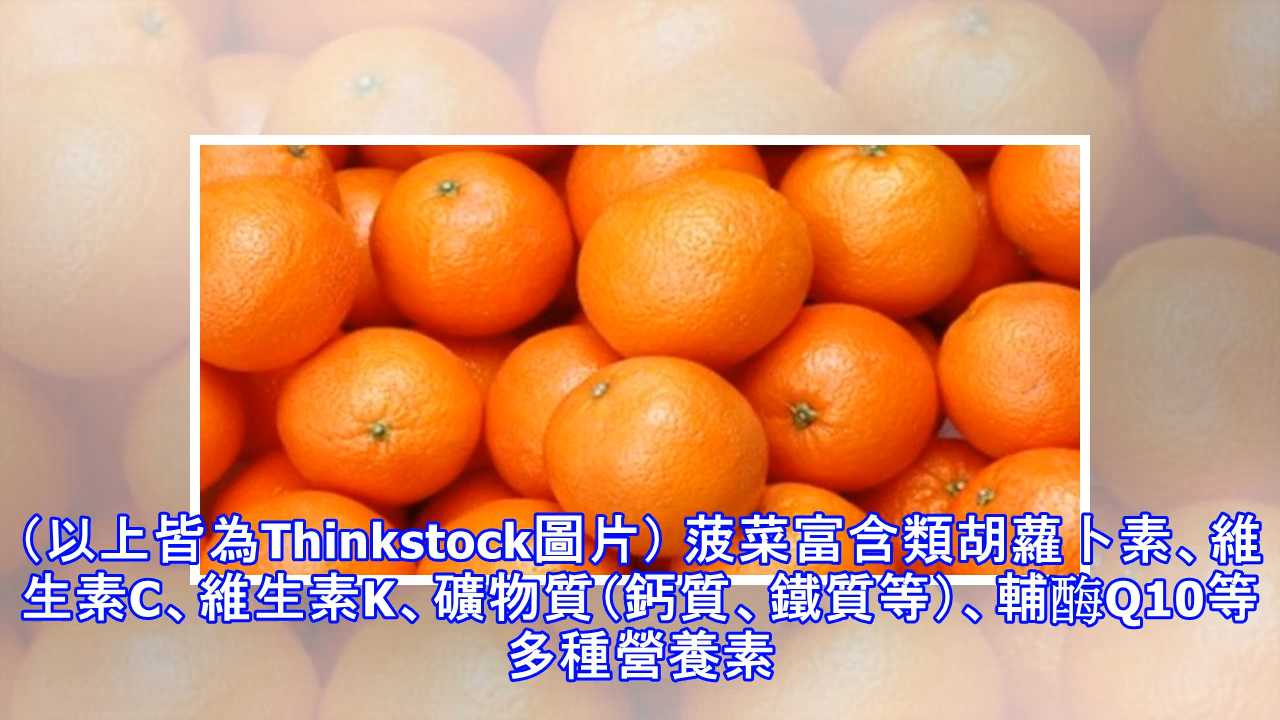 （以上皆為Thinkstock圖片）菠菜富含類胡蘿卜素、維
生素C、維生素K、礦物質（鈣質、鐵質等）、輔酶Q10等
多種營養素